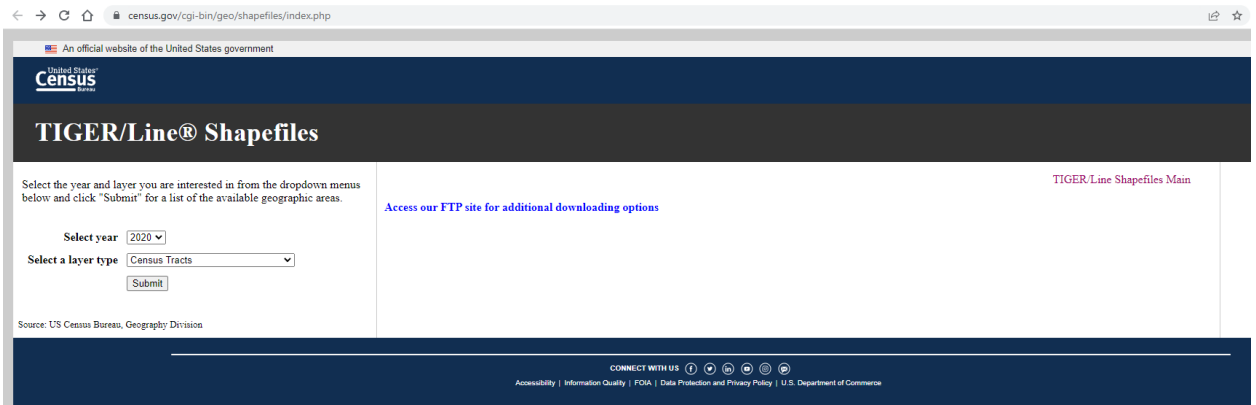 census.gov/cgi-bin/geo/shapefiles/index.php
An official website of the United States government
United States®
Census
Bureau
TIGER/Line® Shapefiles
Select the year and layer you are interested in from the dropdown menus
below and click "Submit" for a list of the available geographic areas.
Select year 2020
Select a layer type Census Tracts
Submit
Source: US Census Bureau, Geography Division
TIGER/Line Shapefiles Main
Access our FTP site for additional downloading options
CONNECT WITH US
Accessibility | Information Quality | FOIA | Data Protection and Privacy Policy | U.S. Department of Commerce